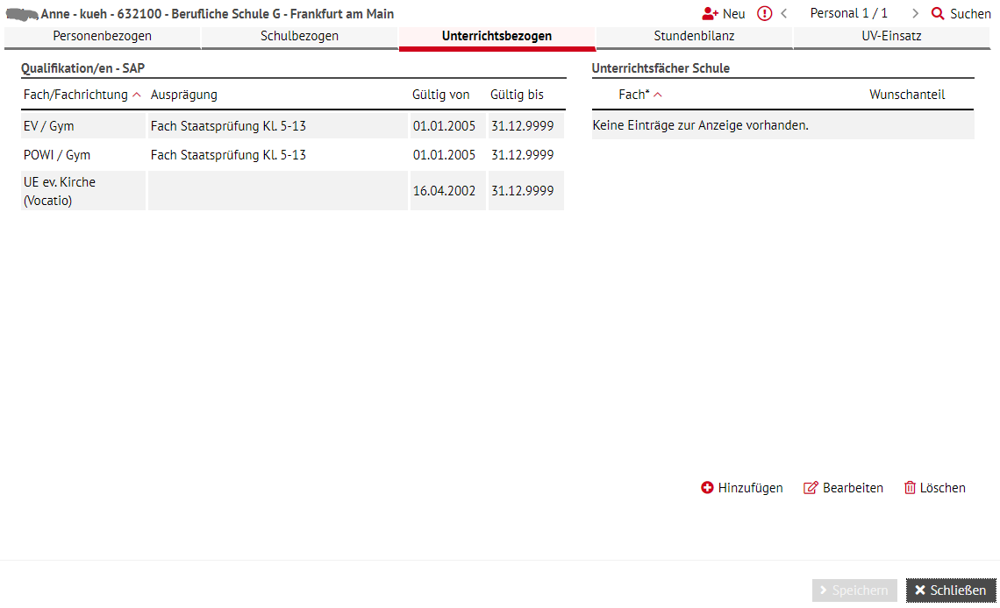 Anne - kueh - 632100 - Berufliche Schule G - Frankfurt am Main Neu Personal 1 / 1 Suchen
Personenbezogen Schulbezogen Unterrichtsbezogen Stundenbilanz UV-Einsatz
Qualifikation/en - SAP
Fach/Fachrichtung Ausprägung Gültig von Gültig bis
EV / Gym Fach Staatsprüfung Kl. 5-13 01.01.2005 31.12.9999
POWI / Gym Fach Staatsprüfung Kl. 5-13 01.01.2005 31.12.9999
UE ev. Kirche
(Vocatio) 16.04.2002 31.12.9999
Unterrichtsfächer Schule
Fach* Wunschanteil
Keine Einträge zur Anzeige vorhanden.
Hinzufügen Bearbeiten Löschen
Speichern Schließen